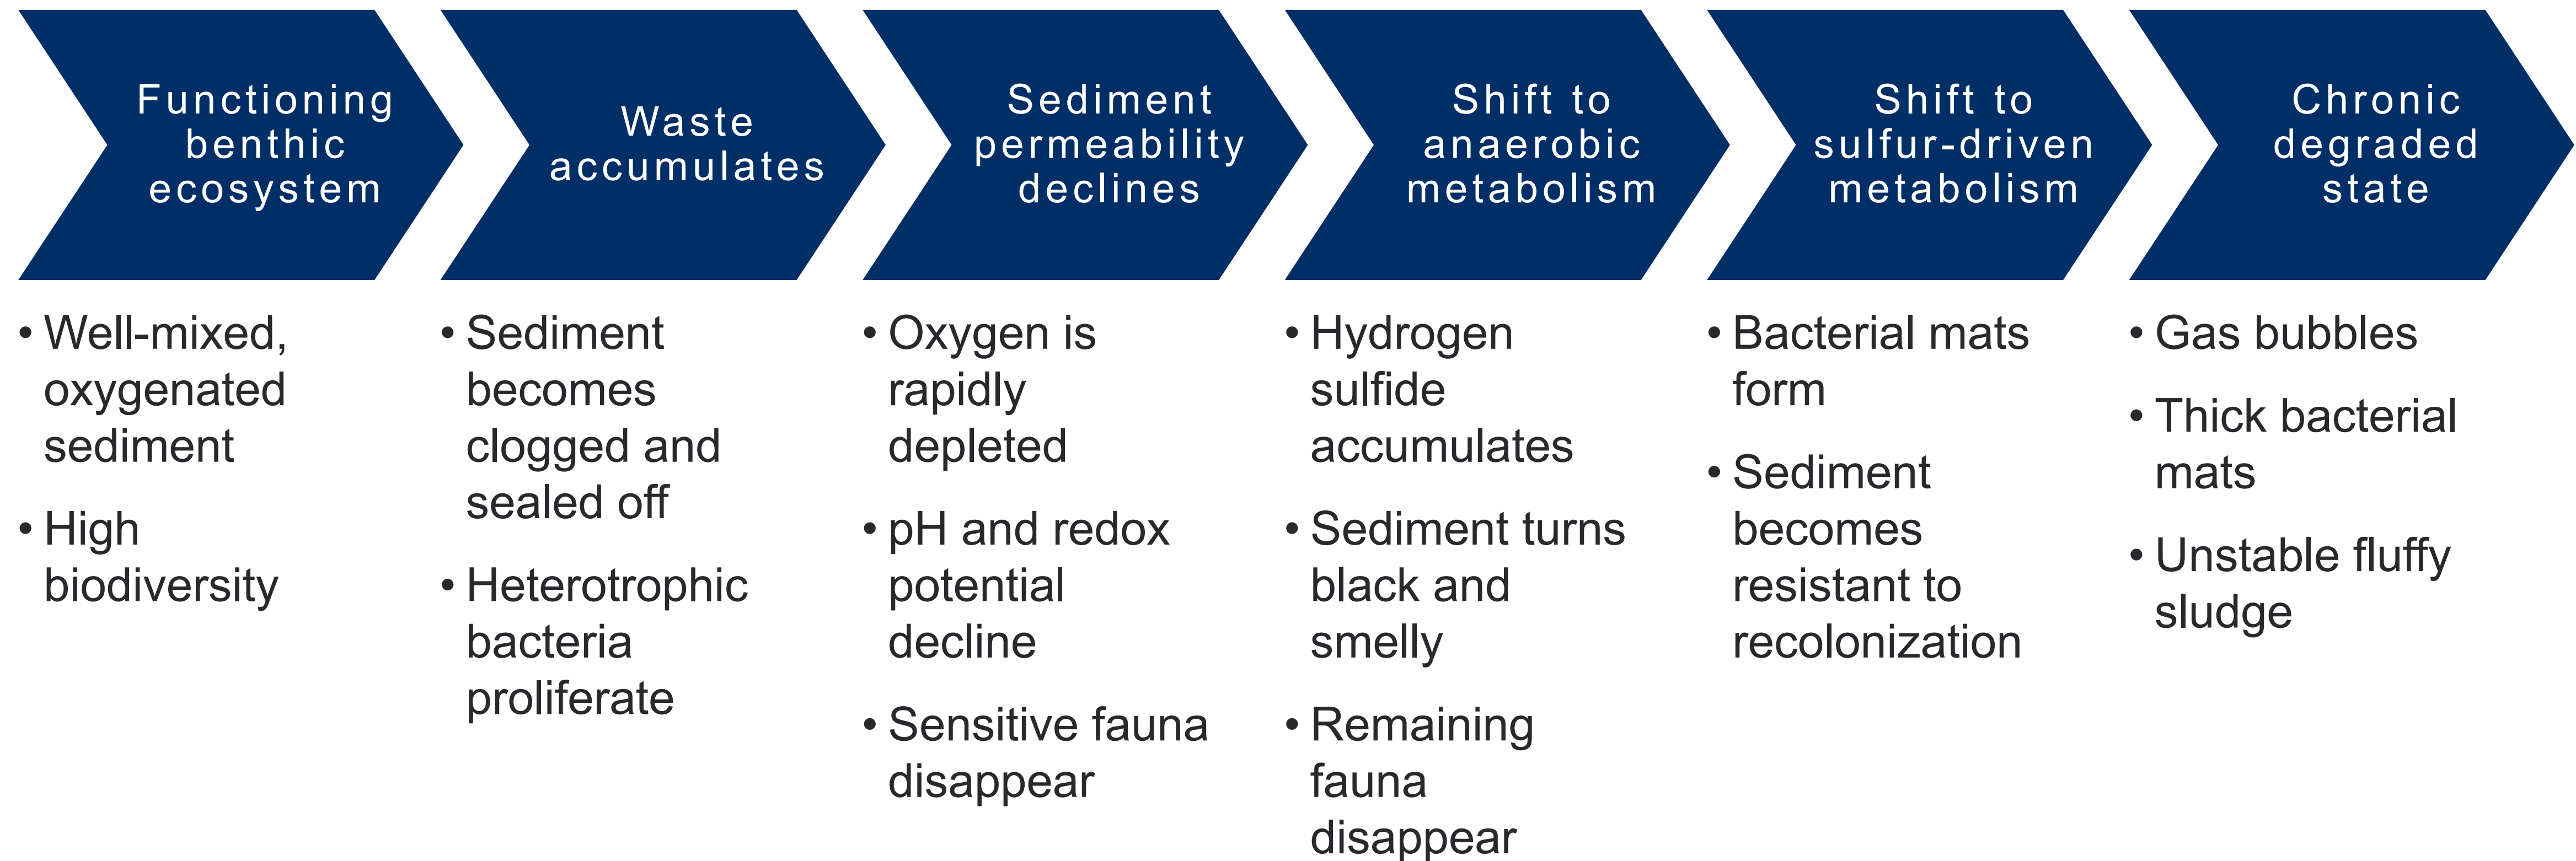 Functioning
benthic
ecosystem
• Well-mixed,
oxygenated
sediment
• High
biodiversity
Waste
accumulates
• Sediment
becomes
clogged and
sealed off
• Heterotrophic
bacteria
proliferate
Sediment
permeability
declines
• Oxygen is
rapidly
depleted
• pH and redox
potential
decline
• Sensitive fauna
disappear
Shift to
anaerobic
metabolism
• Hydrogen
sulfide
accumulates
• Sediment turns
black and
smelly
• Remaining
fauna
disappear
Shift to
sulfur-driven
metabolism
• Bacterial mats
form
• Sediment
becomes
resistant to
recolonization
Chronic
degraded
state
• Gas bubbles
• Thick bacterial
mats
• Unstable fluffy
sludge